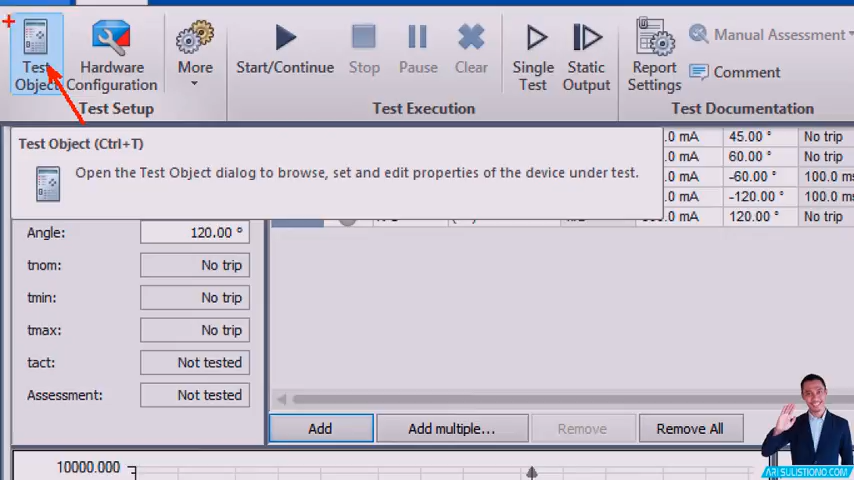 Test Object
Hardware Configuration
More
Start/Continue
Stop
Pause
Clear
Single Test
Static Output
Report Settings
Manual Assessment
Comment
Test Setup
Test Execution
Test Documentation
Test Object (Ctrl+T)
Open the Test Object dialog to browse, set and edit properties of the device under test.
.0 mA 45.00 ° No trip
.0 mA 60.00 ° No trip
.0 mA -60.00 ° 100.0 ms
.0 mA -120.00 ° 100.0 ms
.0 mA 120.00 ° No trip
Angle: 120.00 °
tnom: No trip
tmin: No trip
tmax: No trip
tact: Not tested
Assessment: Not tested
Add
Add multiple...
Remove
Remove All
10000.000
ARI SULISTIONO.COM